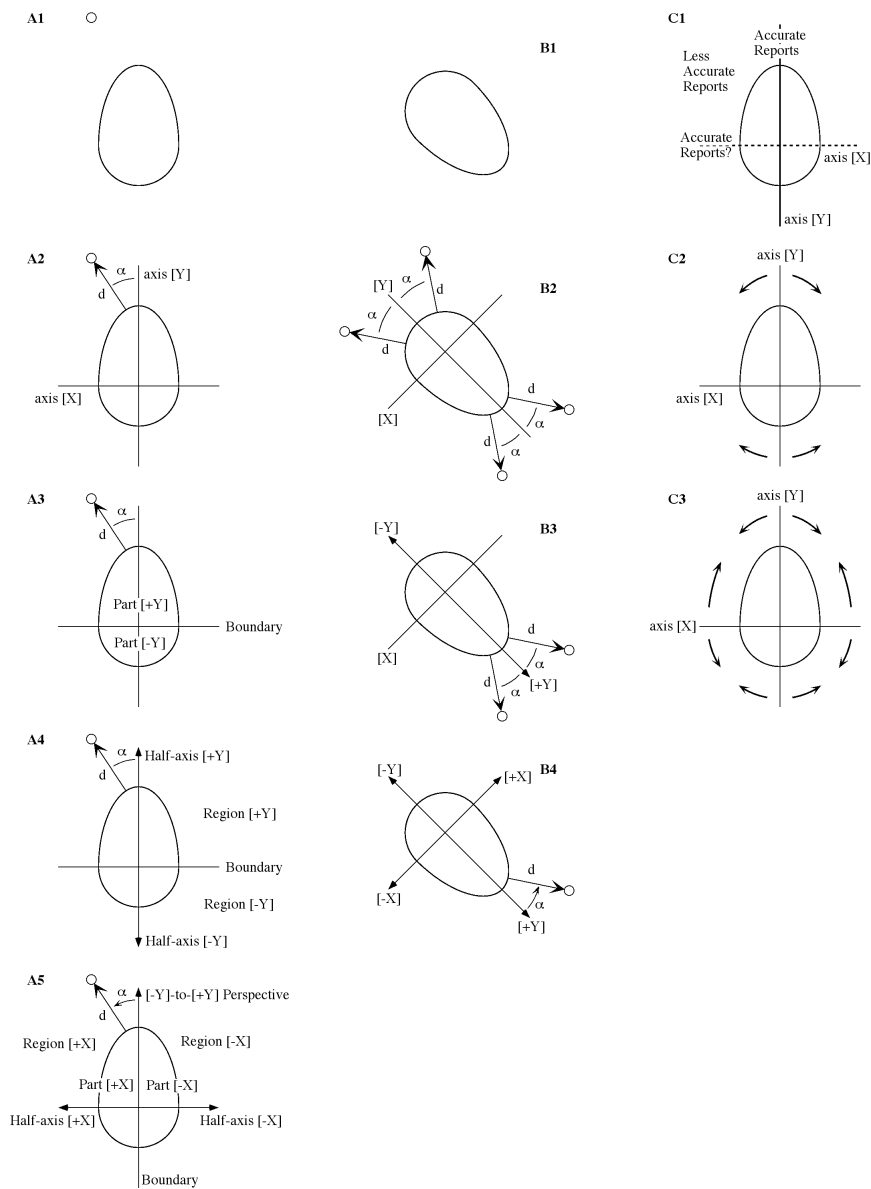 A1
C1
Accurate
Reports
Less
Accurate
Reports
Accurate
Reports?
axis [X]
axis [Y]
B1
A2
α
d
axis [Y]
axis [X]
B2
[Y]
α
d
α
d
[X]
d
α
d
α
C2
axis [Y]
axis [X]
A3
α
d
Part [+Y]
Part [-Y]
Boundary
B3
[-Y]
[X]
d
α
d
α
[+Y]
C3
axis [Y]
axis [X]
A4
α
d
Half-axis [+Y]
Region [+Y]
Boundary
Region [-Y]
Half-axis [-Y]
B4
[-Y]
[+X]
[-X]
d
α
[+Y]
A5
α
d
[-Y]-to-[+Y] Perspective
Region [+X]
Region [-X]
Part [+X]
Part [-X]
Half-axis [+X]
Half-axis [-X]
Boundary